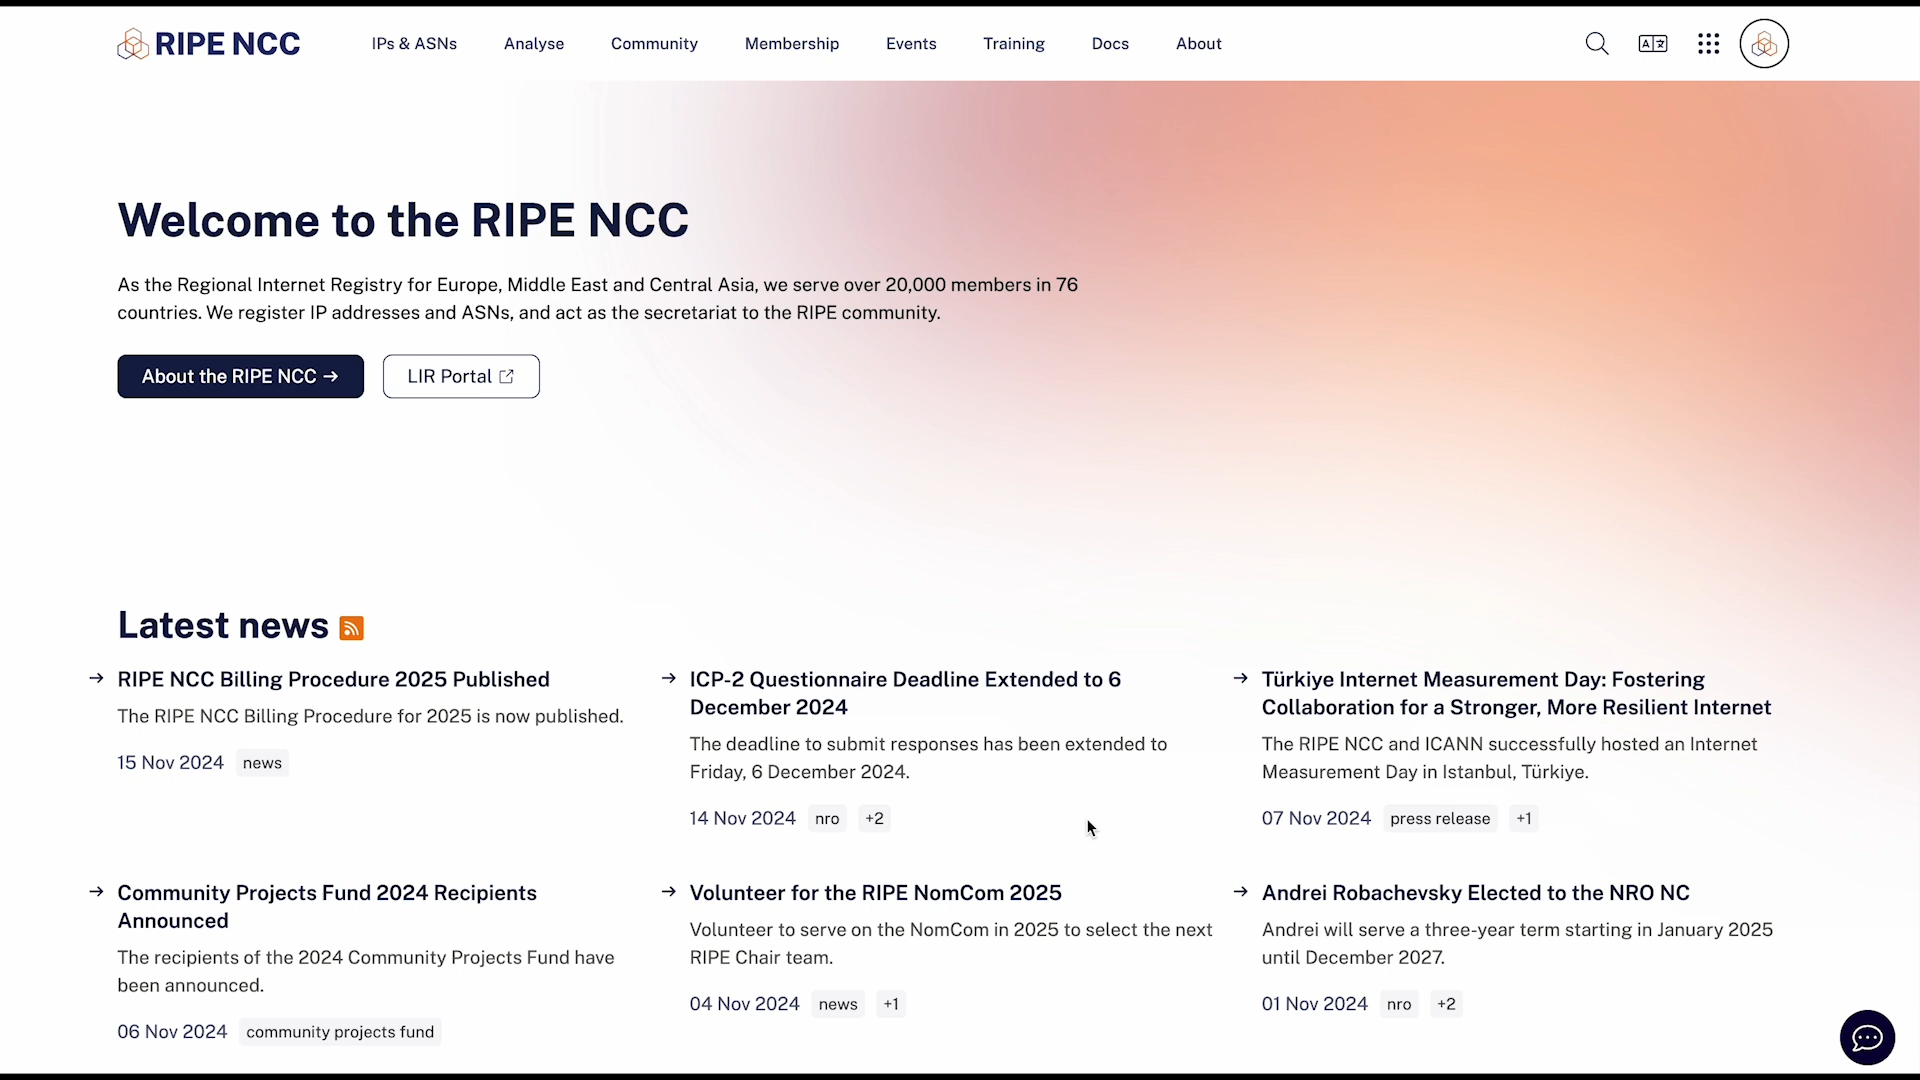 RIPE NCC
IPs & ASNs
Analyse
Community
Membership
Events
Training
Docs
About
Welcome to the RIPE NCC
As the Regional Internet Registry for Europe, Middle East and Central Asia, we serve over 20,000 members in 76
countries. We register IP addresses and ASNs, and act as the secretariat to the RIPE community.
About the RIPE NCC →
LIR Portal
Latest news
→ RIPE NCC Billing Procedure 2025 Published
The RIPE NCC Billing Procedure for 2025 is now published.
15 Nov 2024 news
→ ICP-2 Questionnaire Deadline Extended to 6
December 2024
The deadline to submit responses has been extended to
Friday, 6 December 2024.
14 Nov 2024 nro +2
→ Türkiye Internet Measurement Day: Fostering
Collaboration for a Stronger, More Resilient Internet
The RIPE NCC and ICANN successfully hosted an Internet
Measurement Day in Istanbul, Türkiye.
07 Nov 2024 press release +1
→ Community Projects Fund 2024 Recipients
Announced
The recipients of the 2024 Community Projects Fund have
been announced.
06 Nov 2024 community projects fund
→ Volunteer for the RIPE NomCom 2025
Volunteer to serve on the NomCom in 2025 to select the next
RIPE Chair team.
04 Nov 2024 news +1
→ Andrei Robachevsky Elected to the NRO NC
Andrei will serve a three-year term starting in January 2025
until December 2027.
01 Nov 2024 nro +2